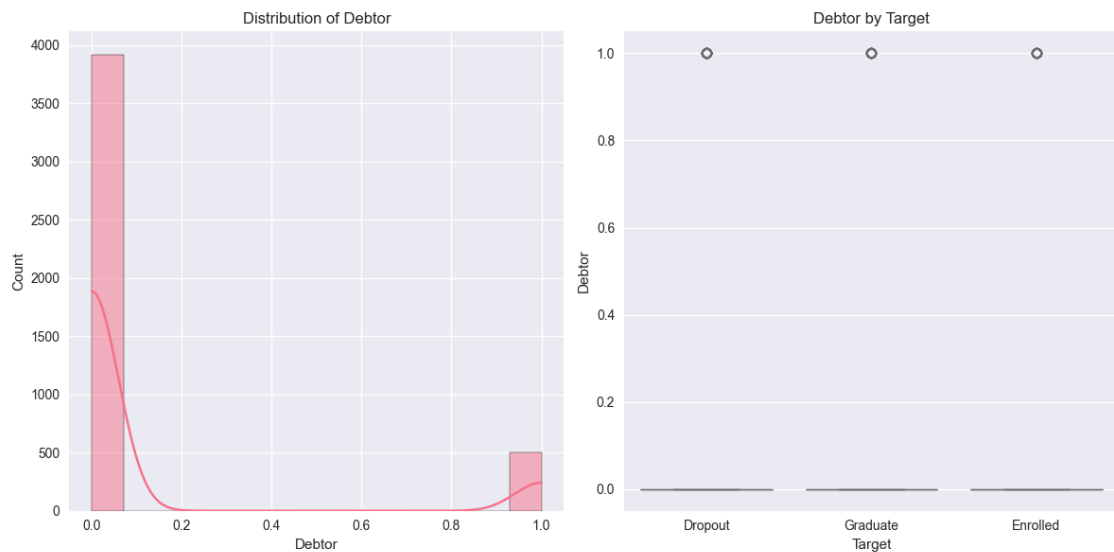 Distribution of Debtor
4000
3500
3000
2500
2000
1500
1000
500
0
Count
0.0 0.2 0.4 0.6 0.8 1.0
Debtor
Debtor by Target
1.0
0.8
0.6
0.4
0.2
0.0
Debtor
Dropout Graduate Enrolled
Target